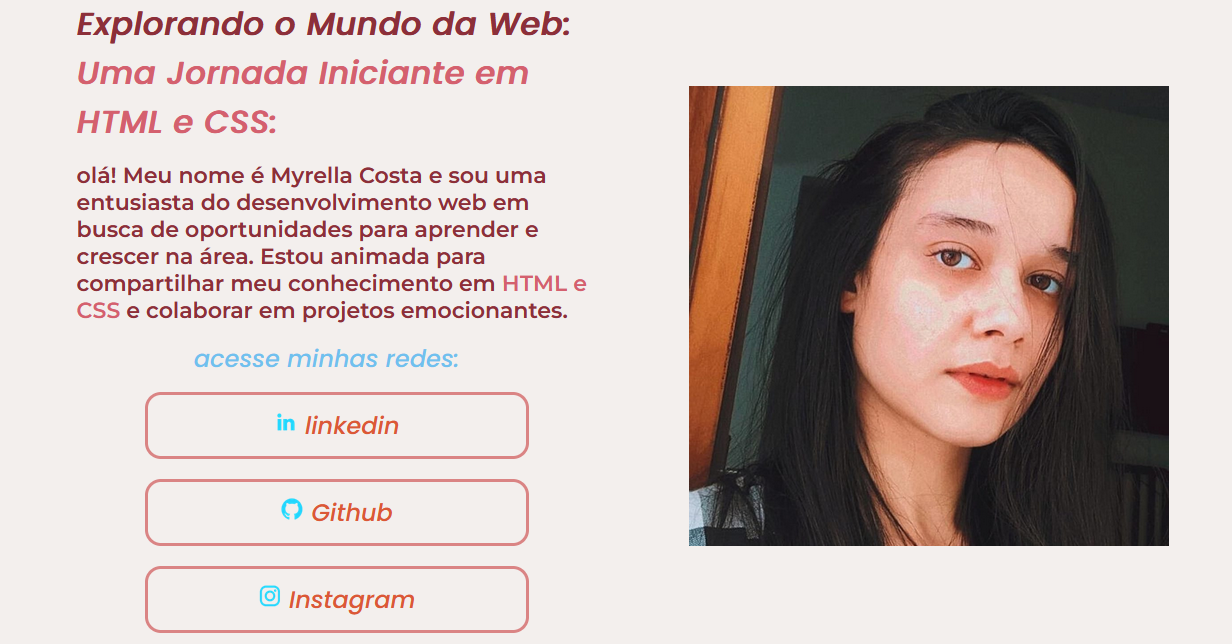 Explorando o Mundo da Web:
Uma Jornada Iniciante em
HTML e CSS:
olá! Meu nome é Myrella Costa e sou uma
entusiasta do desenvolvimento web em
busca de oportunidades para aprender e
crescer na área. Estou animada para
compartilhar meu conhecimento em HTML e
CSS e colaborar em projetos emocionantes.
acesse minhas redes:
in linkedin
Github
Instagram